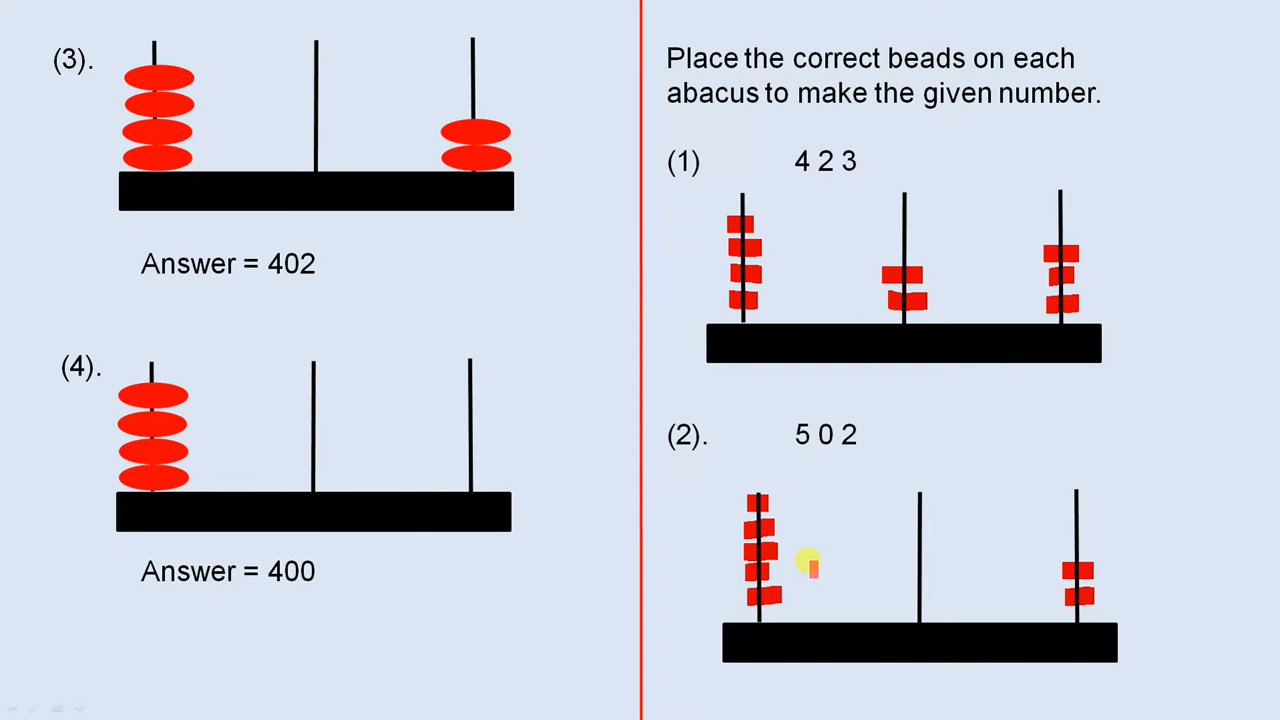 (3).
Answer = 402
(4).
Answer = 400
Place the correct beads on each
abacus to make the given number.
(1) 4 2 3
(2). 5 0 2